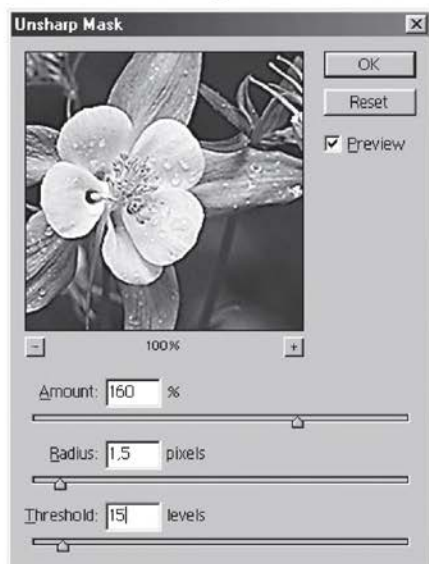 Unsharp Mask
OK
Reset
Preview
100%
Amount: 160 %
Radius: 1,5 pixels
Threshold: 15 levels